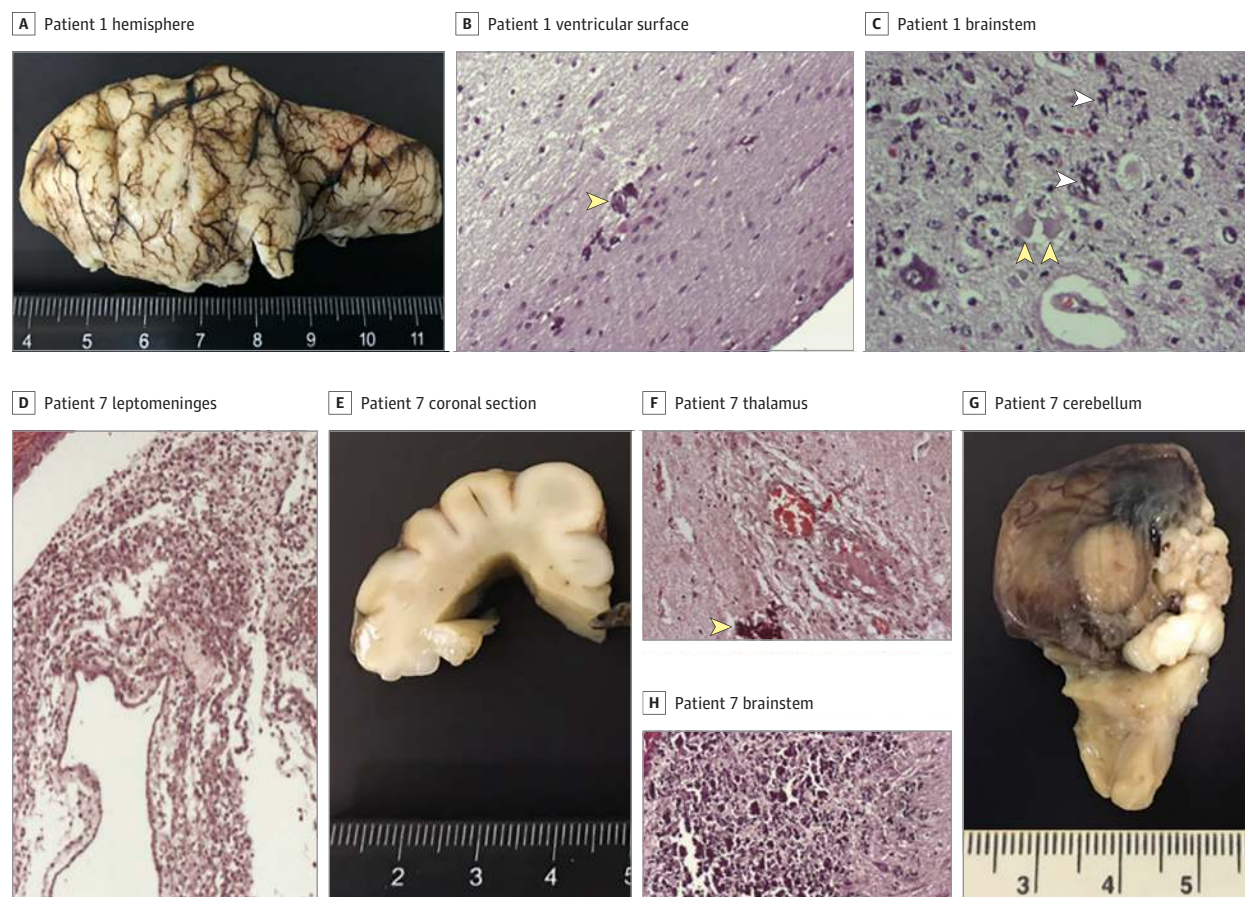 A Patient 1 hemisphere
B Patient 1 ventricular surface
C Patient 1 brainstem
4 5 6 7 8 9 10 11
D Patient 7 leptomeninges
E Patient 7 coronal section
F Patient 7 thalamus
G Patient 7 cerebellum
H Patient 7 brainstem
2 3 4 5
3 4 5